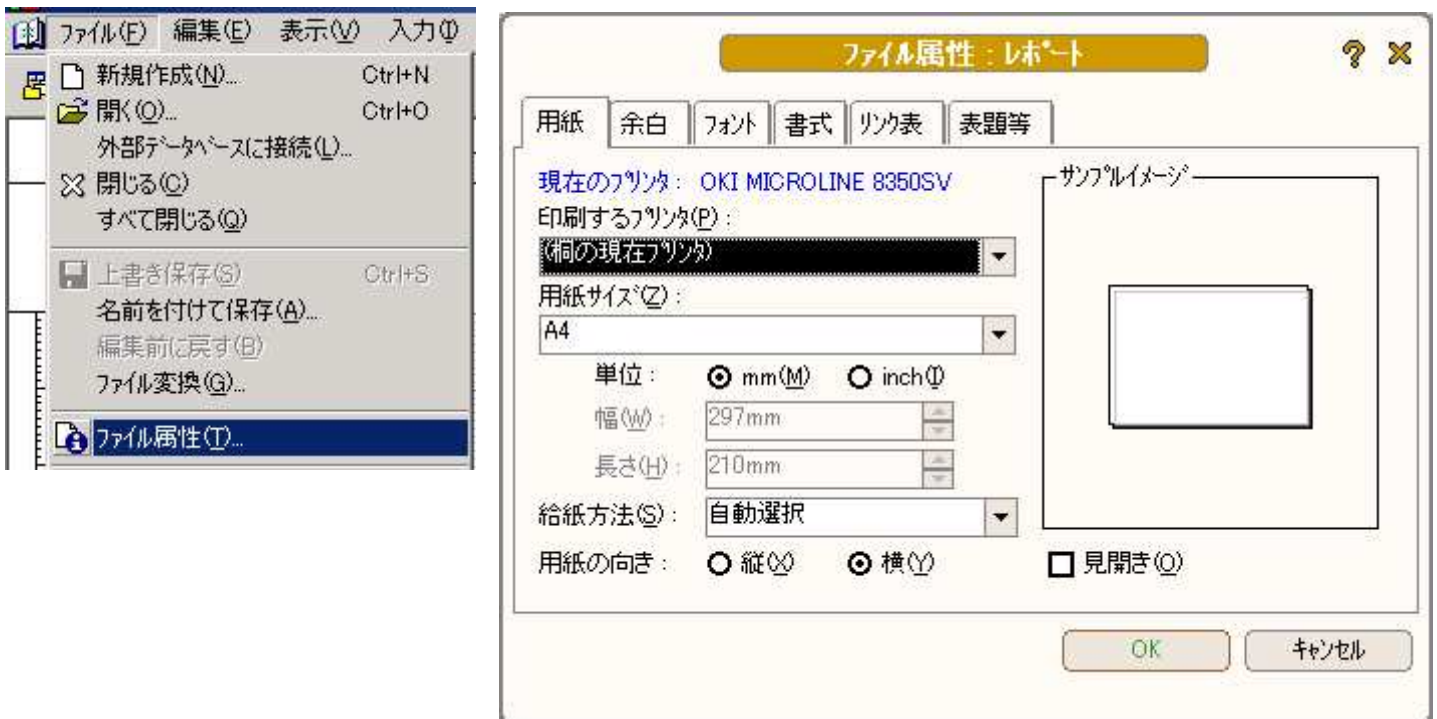 ファイル(F) 編集(E) 表示(V) 入力(I)
新規作成(N)... Ctrl+N
開く(O)... Ctrl+O
外部ﾃﾞｰﾀﾍﾞｰｽに接続(L)...
閉じる(C)
すべて閉じる(Q)
上書き保存(S) Ctrl+S
名前を付けて保存(A)...
編集前に戻す(B)
ﾌｧｲﾙ変換(G)...
ﾌｧｲﾙ属性(T)...
ﾌｧｲﾙ属性：ﾚﾎﾟｰﾄ
用紙 余白 ﾌｫﾝﾄ 書式 ﾘﾝｸ表 表題等
現在のﾌﾟﾘﾝﾀ： OKI MICROLINE 8350SV
印刷するﾌﾟﾘﾝﾀ(P)：
(桐の現在ﾌﾟﾘﾝﾀ)
用紙ｻｲｽﾞ(Z)：
A4
単位： mm(M) inch(I)
幅(W)： 297mm
長さ(H)： 210mm
給紙方法(S)： 自動選択
用紙の向き： 縦(X) 横(Y)
ｻﾝﾌﾟﾙｲﾒｰｼﾞ
見開き(O)
OK ｷｬﾝｾﾙ